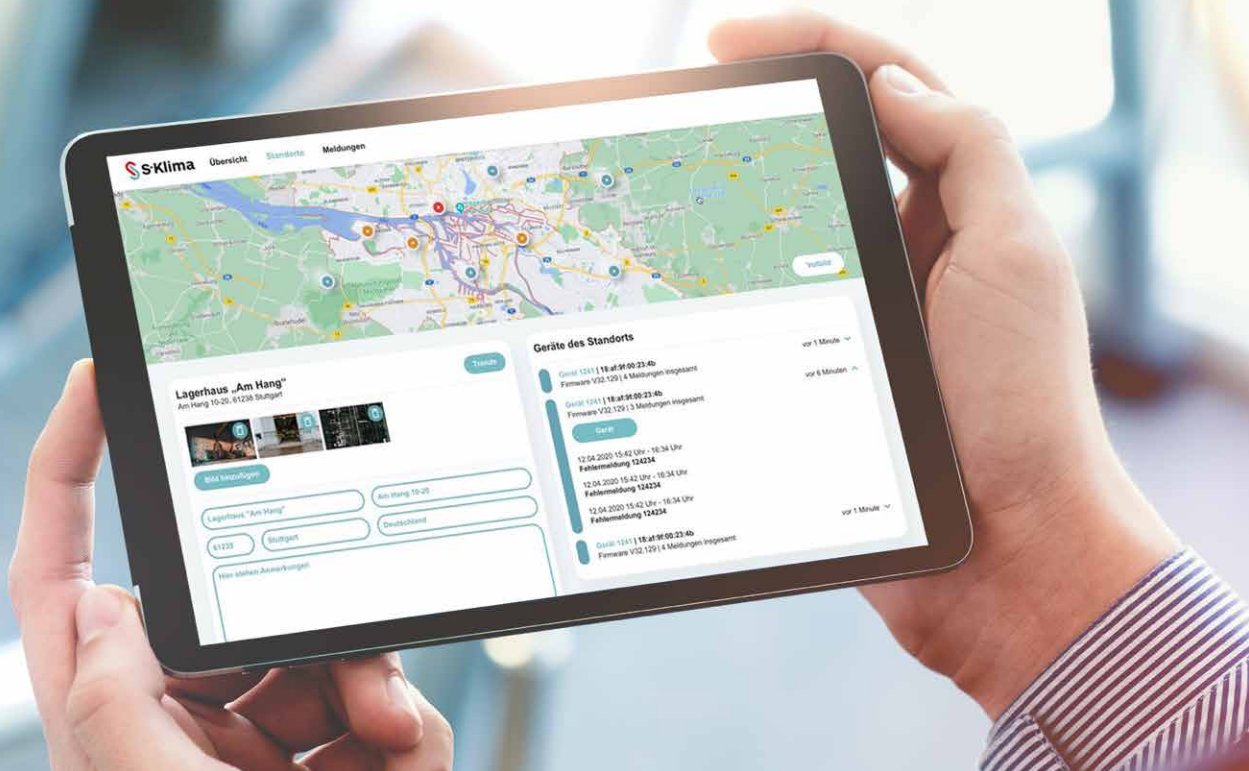 S·Klima Übersicht Standorte Meldungen
Buxtehude
Vollbild
Lagerhaus „Am Hang"
Am Hang 10-20, 61238 Stuttgart
Trends
Bild hinzufügen
Lagerhaus "Am Hang"
Am Hang 10-20
61238
Stuttgart
Deutschland
Hier stehen Anmerkungen
Geräte des Standorts
Gerät 1241 | 18:af:9f:00:23:4b
Firmware V32.129 | 4 Meldungen insgesamt
vor 1 Minute
Gerät 1241 | 18:af:9f:00:23:4b
Firmware V32.129 | 3 Meldungen insgesamt
vor 6 Minuten
Gerät
12.04.2020 15:42 Uhr - 16:34 Uhr
Fehlermeldung 124234
12.04.2020 15:42 Uhr - 16:34 Uhr
Fehlermeldung 124234
12.04.2020 15:42 Uhr - 16:34 Uhr
Fehlermeldung 124234
Gerät 1241 | 18:af:9f:00:23:4b
Firmware V32.129 | 4 Meldungen insgesamt
vor 1 Minute